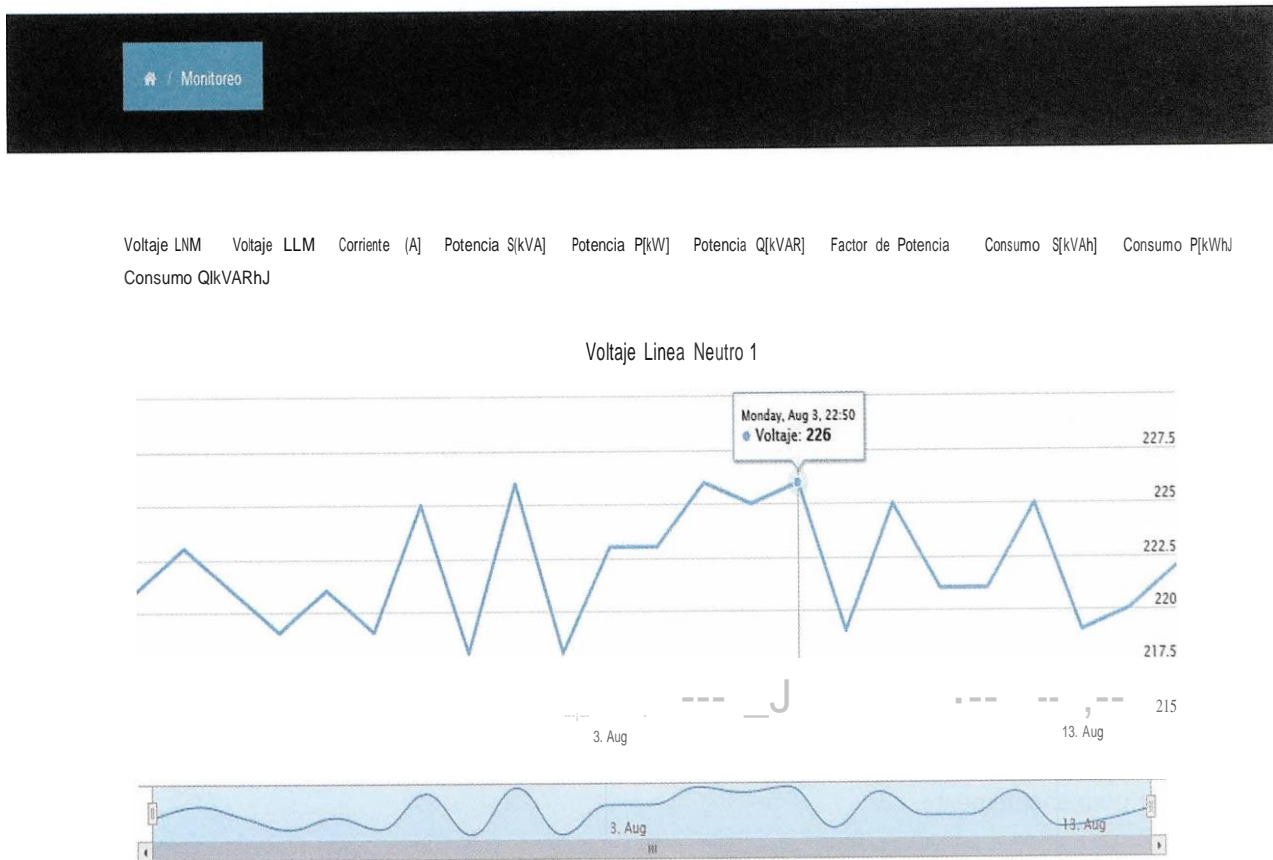 / Monitoreo
Voltaje LNM Voltaje LLM Corriente (A] Potencia S(kVA] Potencia P[kW] Potencia Q[kVAR] Factor de Potencia Consumo S[kVAh] Consumo P[kWhJ
Consumo QIkVARhJ
Voltaje Linea Neutro 1
Monday, Aug 3, 22:50
Voltaje: 226
227.5
225
222.5
220
217.5
--- _J ·-- -- ,-- 215
3. Aug 13. Aug
3. Aug 13. Aug